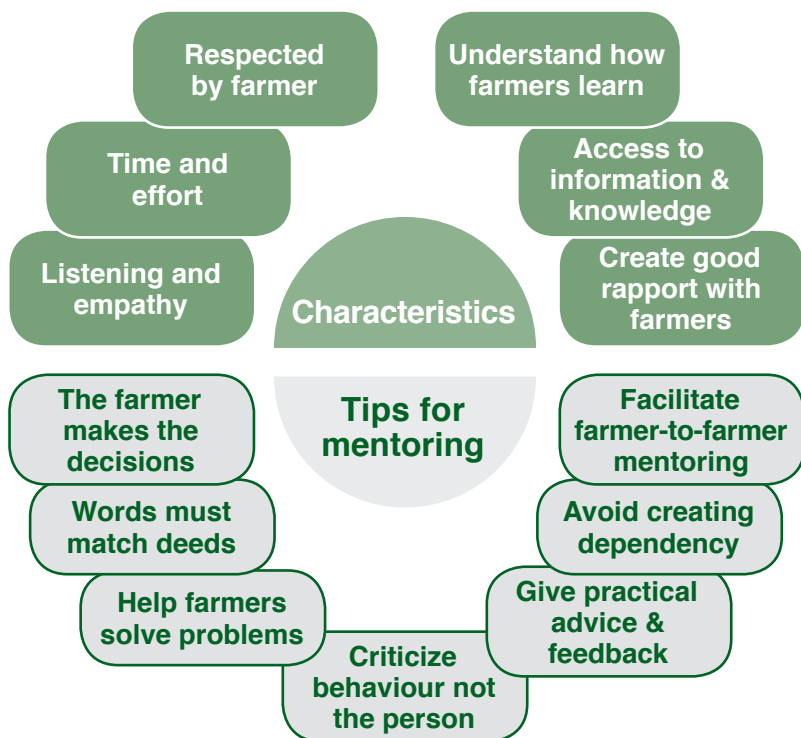 Respected
by farmer
Understand how
farmers learn
Time and
effort
Access to
information &
knowledge
Listening and
empathy
Characteristics
Create good
rapport with
farmers
The farmer
makes the
decisions
Tips for
mentoring
Facilitate
farmer-to-farmer
mentoring
Words must
match deeds
Avoid creating
dependency
Help farmers
solve problems
Give practical
advice &
feedback
Criticize
behaviour not
the person